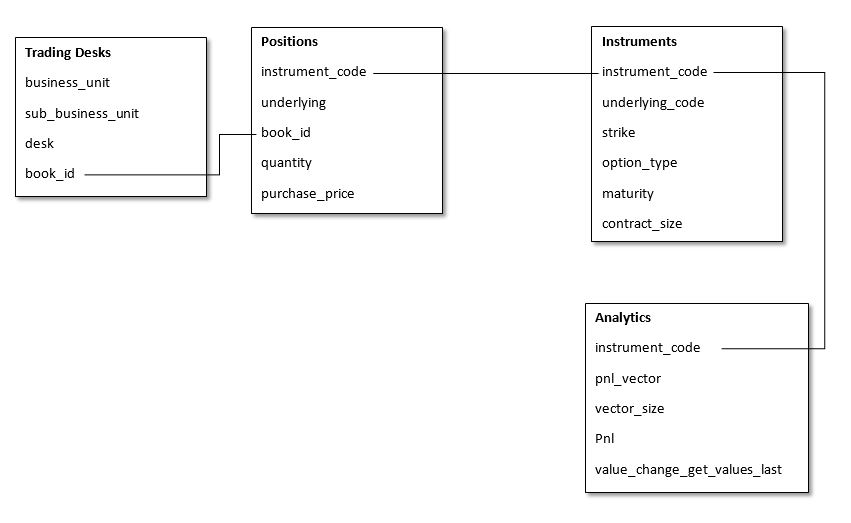 Trading Desks
business_unit
sub_business_unit
desk
book_id
Positions
instrument_code
underlying
book_id
quantity
purchase_price
Instruments
instrument_code
underlying_code
strike
option_type
maturity
contract_size
Analytics
instrument_code
pnl_vector
vector_size
Pnl
value_change_get_values_last